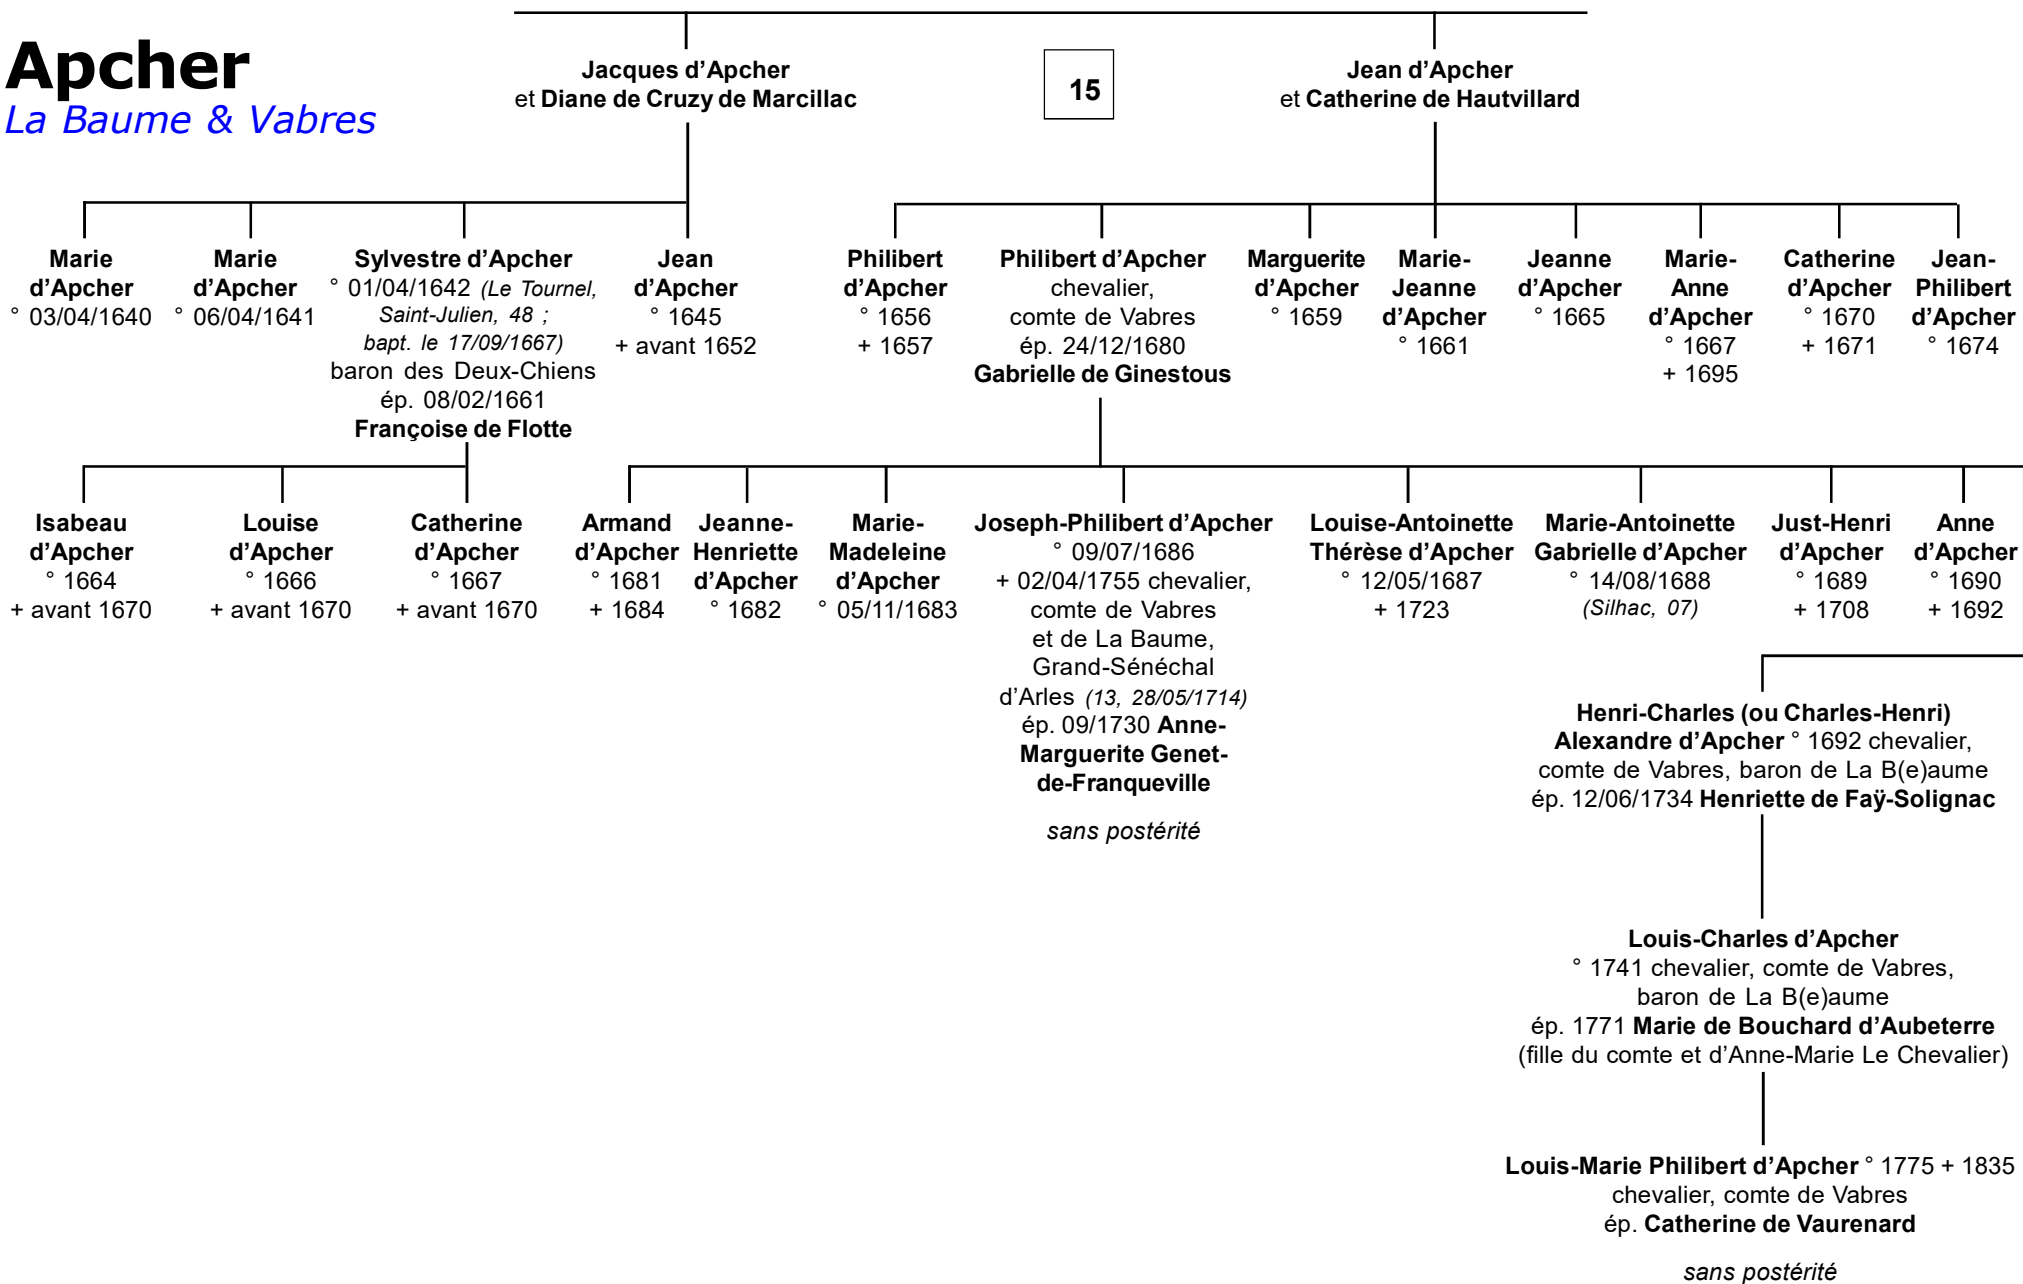 Apcher
La Baume & Vabres
Jacques d’Apcher
et Diane de Cruzy de Marcillac
15
Jean d’Apcher
et Catherine de Hautvillard
Marie
d’Apcher
° 03/04/1640
Marie
d’Apcher
° 06/04/1641
Sylvestre d’Apcher
° 01/04/1642 (Le Tournel,
Saint-Julien, 48 ;
bapt. le 17/09/1667)
baron des Deux-Chiens
ép. 08/02/1661
Françoise de Flotte
Jean
d’Apcher
° 1645
+ avant 1652
Philibert
d’Apcher
° 1656
+ 1657
Philibert d’Apcher
chevalier,
comte de Vabres
ép. 24/12/1680
Gabrielle de Ginestous
Marguerite
d’Apcher
° 1659
Marie-
Jeanne
d’Apcher
° 1661
Jeanne
d’Apcher
° 1665
Marie-
Anne
d’Apcher
° 1667
+ 1695
Catherine
d’Apcher
° 1670
+ 1671
Jean-
Philibert
d’Apcher
° 1674
Isabeau
d’Apcher
° 1664
+ avant 1670
Louise
d’Apcher
° 1666
+ avant 1670
Catherine
d’Apcher
° 1667
+ avant 1670
Armand
d’Apcher
° 1681
+ 1684
Jeanne-
Henriette
d’Apcher
° 1682
Marie-
Madeleine
d’Apcher
° 05/11/1683
Joseph-Philibert d’Apcher
° 09/07/1686
+ 02/04/1755 chevalier,
comte de Vabres
et de La Baume,
Grand-Sénéchal
d’Arles (13, 28/05/1714)
ép. 09/1730 Anne-
Marguerite Genet-
de-Franqueville
sans postérité
Louise-Antoinette
Thérèse d’Apcher
° 12/05/1687
+ 1723
Marie-Antoinette
Gabrielle d’Apcher
° 14/08/1688
(Silhac, 07)
Just-Henri
d’Apcher
° 1689
+ 1708
Anne
d’Apcher
° 1690
+ 1692
Henri-Charles (ou Charles-Henri)
Alexandre d’Apcher ° 1692 chevalier,
comte de Vabres, baron de La B(e)aume
ép. 12/06/1734 Henriette de Faÿ-Solignac
Louis-Charles d’Apcher
° 1741 chevalier, comte de Vabres,
baron de La B(e)aume
ép. 1771 Marie de Bouchard d’Aubeterre
(fille du comte et d’Anne-Marie Le Chevalier)
Louis-Marie Philibert d’Apcher ° 1775 + 1835
chevalier, comte de Vabres
ép. Catherine de Vaurenard
sans postérité